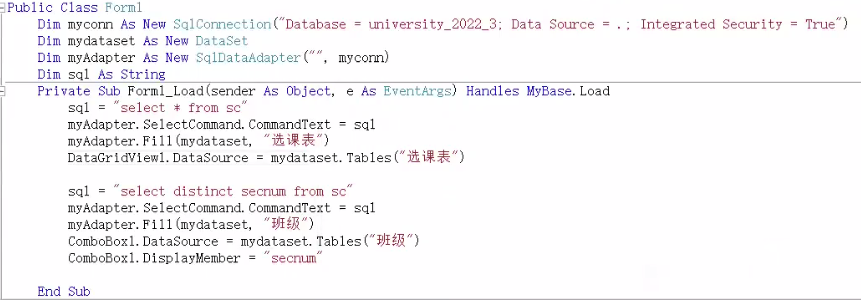 Public Class Form1
Dim myconn As New SqlConnection("Database = university_2022_3; Data Source = .; Integrated Security = True")
Dim mydataset As New DataSet
Dim myAdapter As New SqlDataAdapter("", myconn)
Dim sql As String
Private Sub Form1_Load(sender As Object, e As EventArgs) Handles MyBase.Load
sql = "select * from sc"
myAdapter.SelectCommand.CommandText = sql
myAdapter.Fill(mydataset, "选课表")
DataGridView1.DataSource = mydataset.Tables("选课表")
sql = "select distinct secnum from sc"
myAdapter.SelectCommand.CommandText = sql
myAdapter.Fill(mydataset, "班级")
ComboBox1.DataSource = mydataset.Tables("班级")
ComboBox1.DisplayMember = "secnum"
End Sub